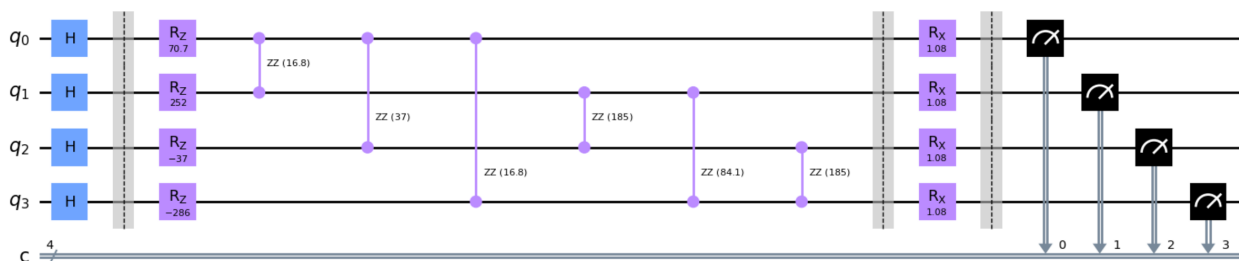 q0 H RZ 70.7 ZZ (16.8) RX 1.08
q1 H RZ 252 ZZ (37) ZZ (185) RX 1.08
q2 H RZ −37 ZZ (16.8) ZZ (84.1) ZZ (185) RX 1.08
q3 H RZ −286 RX 1.08
4 0 1 2 3
c